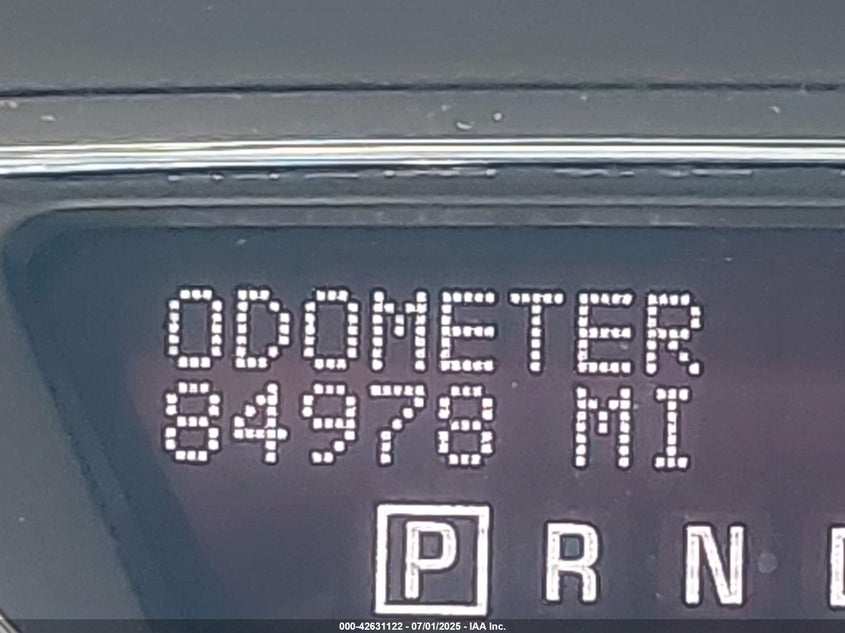 ODOMETER
84978 MI
P R N
000-42631122 - 07/01/2025 - IAA Inc.